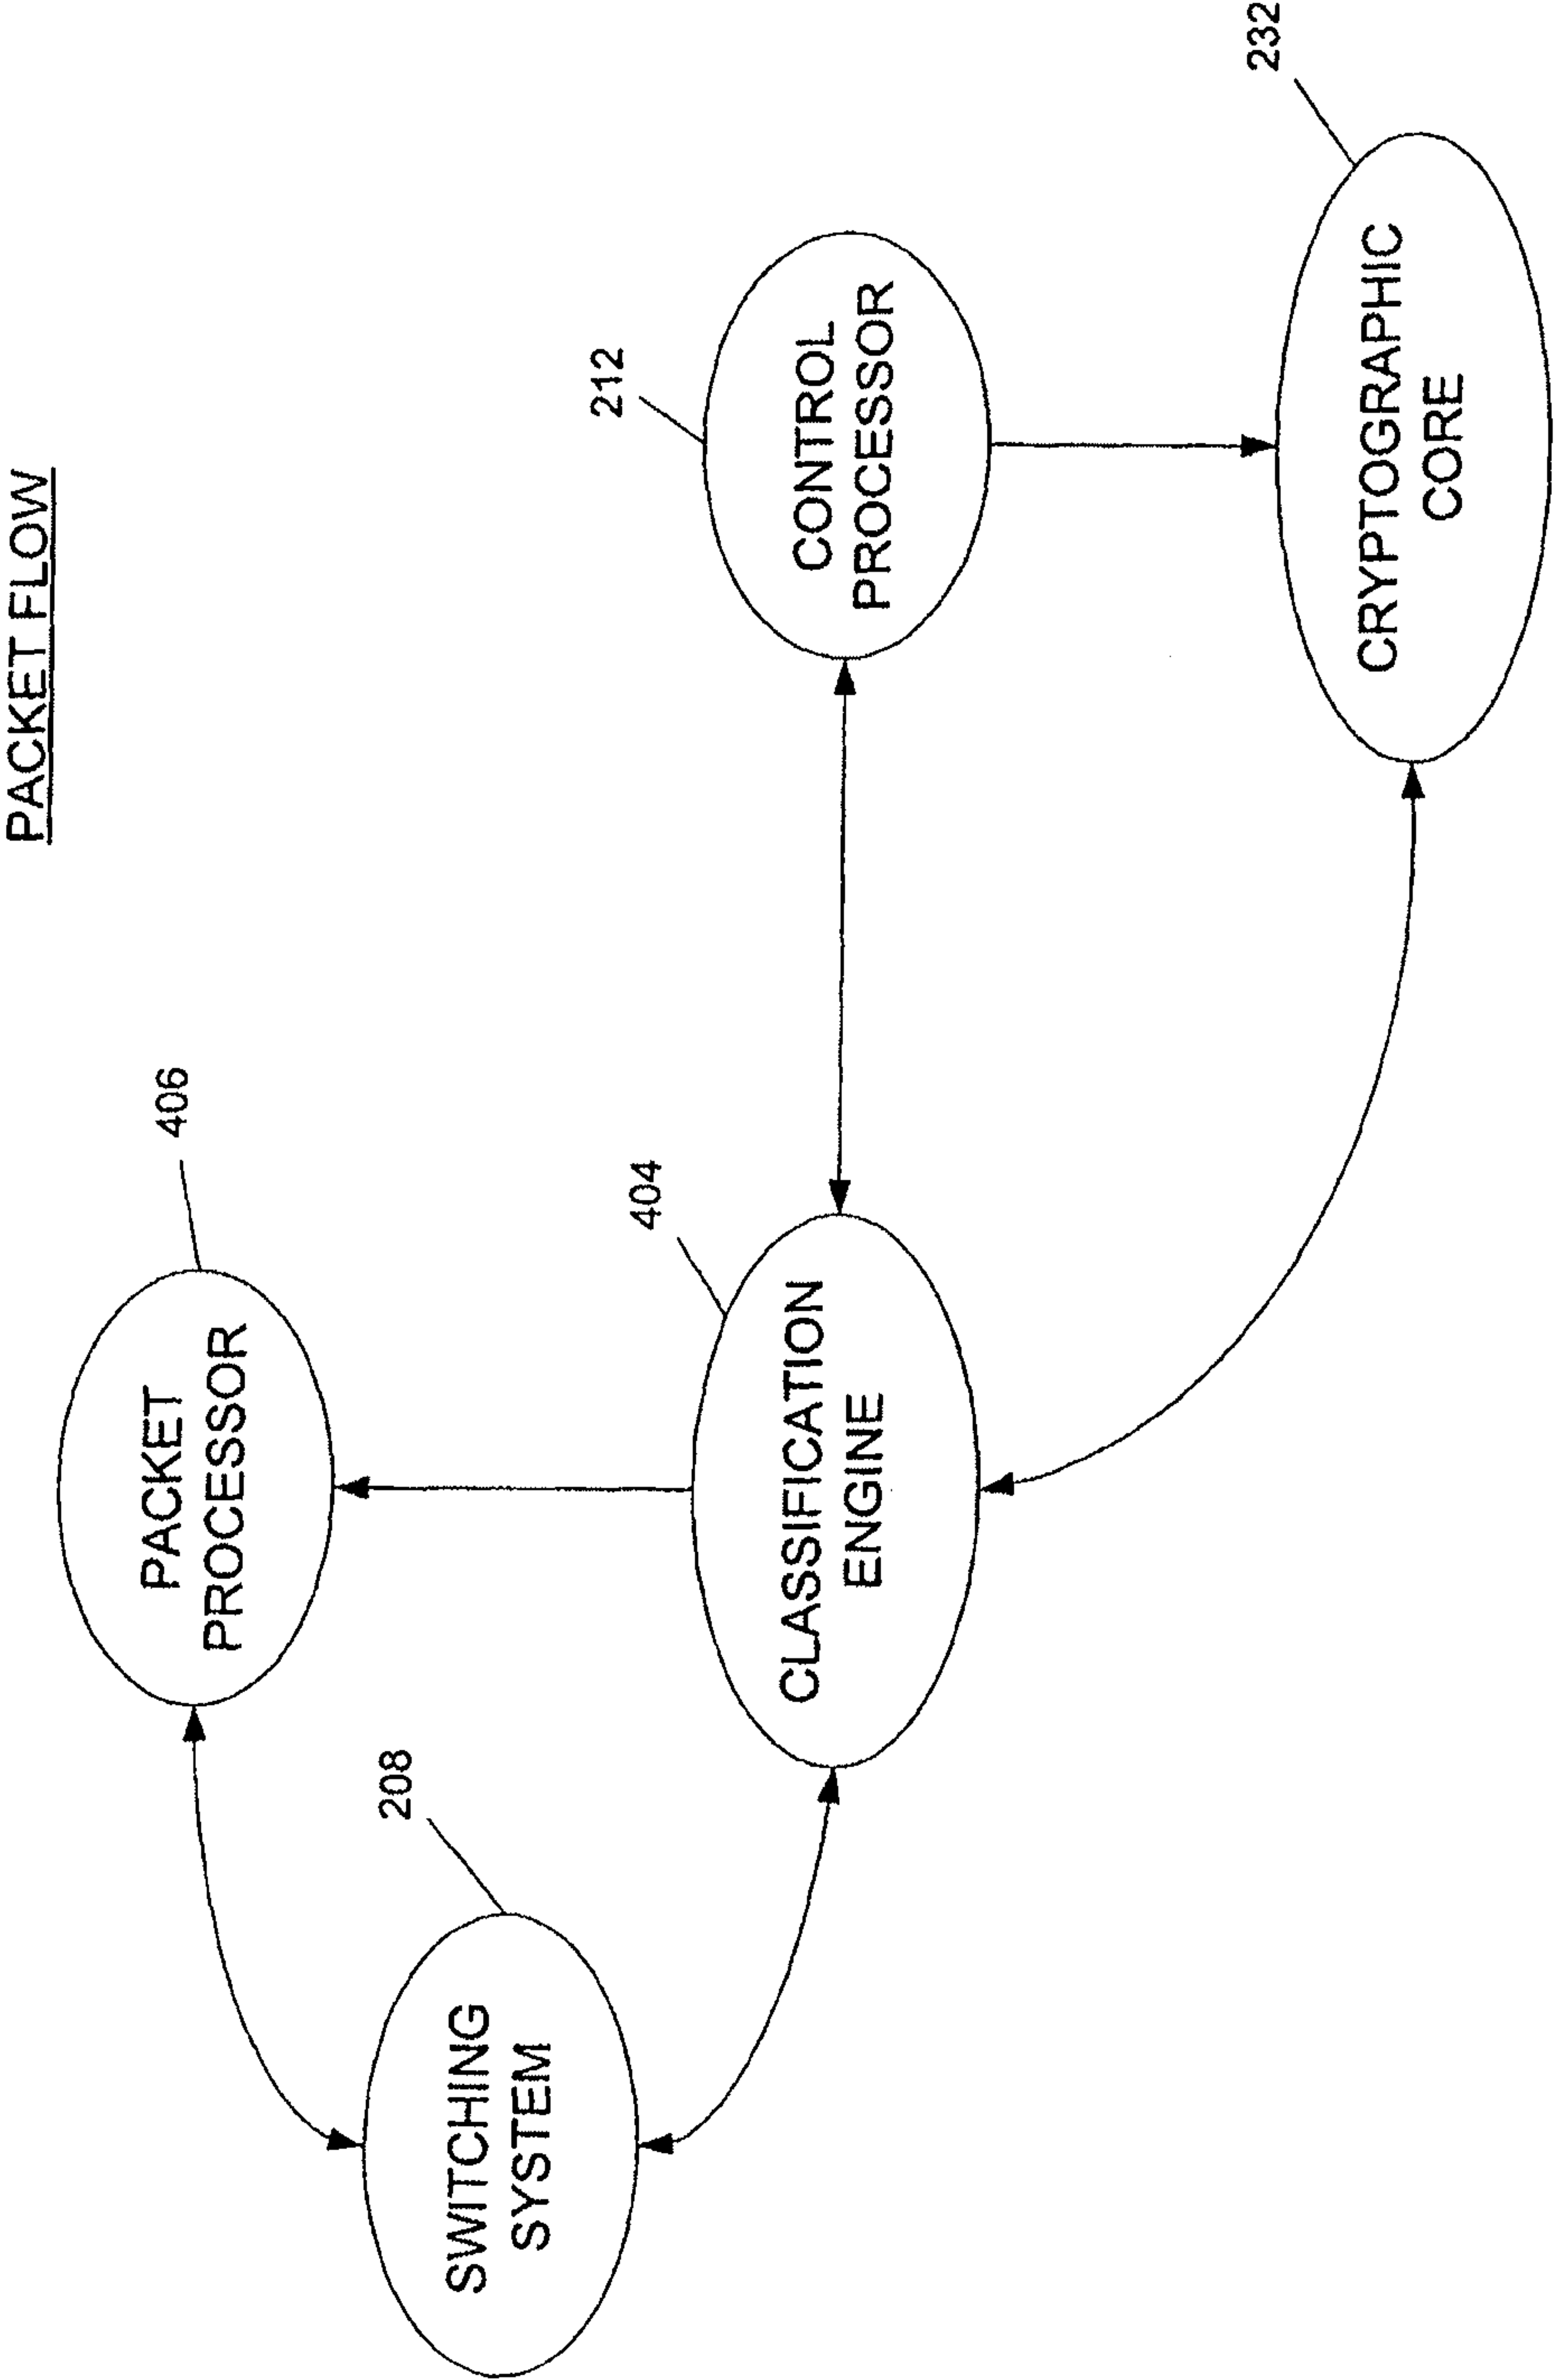 PACKET FLOW
406
PACKET
PROCESSOR
208
SWITCHING
SYSTEM
404
CLASSIFICATION
ENGINE
212
CONTROL
PROCESSOR
232
CRYPTOGRAPHIC
CORE